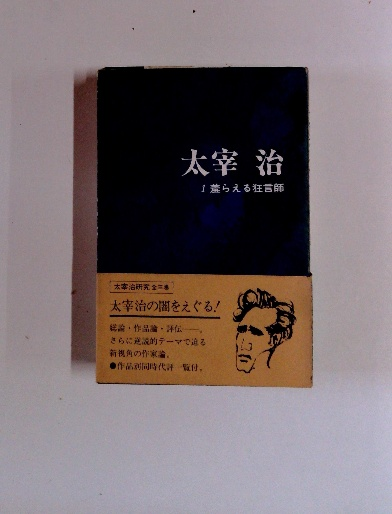 太宰 治
1 羞らえる狂言師
太宰治研究 全三巻
太宰治の闇をえぐる!
総論・作品論・評伝——。
さらに逆説的テーマで迫る
新視角の作家論。
●作品別同時代評一覧付。